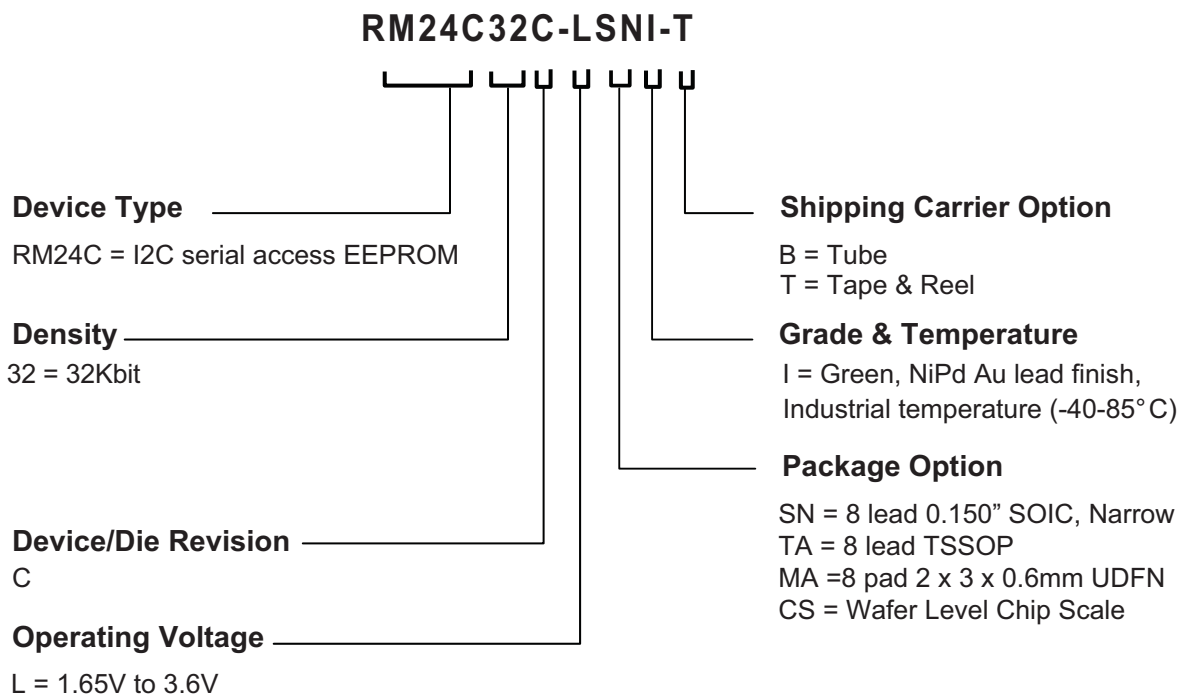 RM24C32C-LSNI-T
Device Type
RM24C = I2C serial access EEPROM
Density
32 = 32Kbit
Device/Die Revision
C
Operating Voltage
L = 1.65V to 3.6V
Shipping Carrier Option
B = Tube
T = Tape & Reel
Grade & Temperature
I = Green, NiPd Au lead finish,
Industrial temperature (-40-85°C)
Package Option
SN = 8 lead 0.150” SOIC, Narrow
TA = 8 lead TSSOP
MA =8 pad 2 x 3 x 0.6mm UDFN
CS = Wafer Level Chip Scale